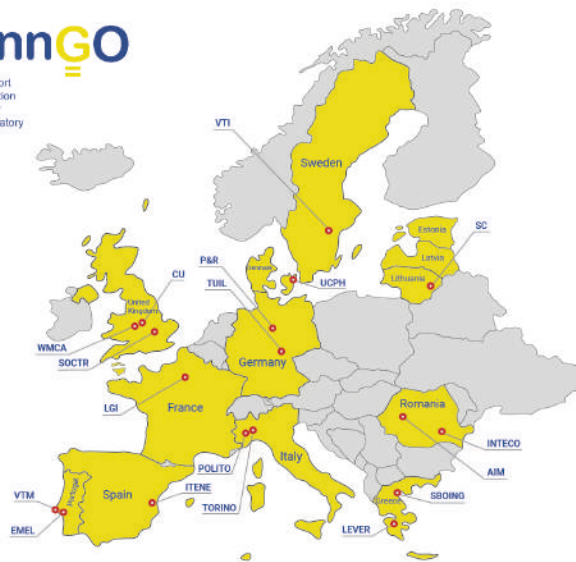 nnGO
ort
tion
atory
VTI
Sweden
SC
Estonia
Latvia
Lithuania
P&R
TUIL
Denmark
UCPH
CU
United
Kingdom
WMCA
SOCTR
Germany
LGI
France
Romania
INTECO
AIM
POLITO
Italy
ITENE
TORINO
Spain
Portugal
VTM
EMEL
Greece
SBOING
LEVER